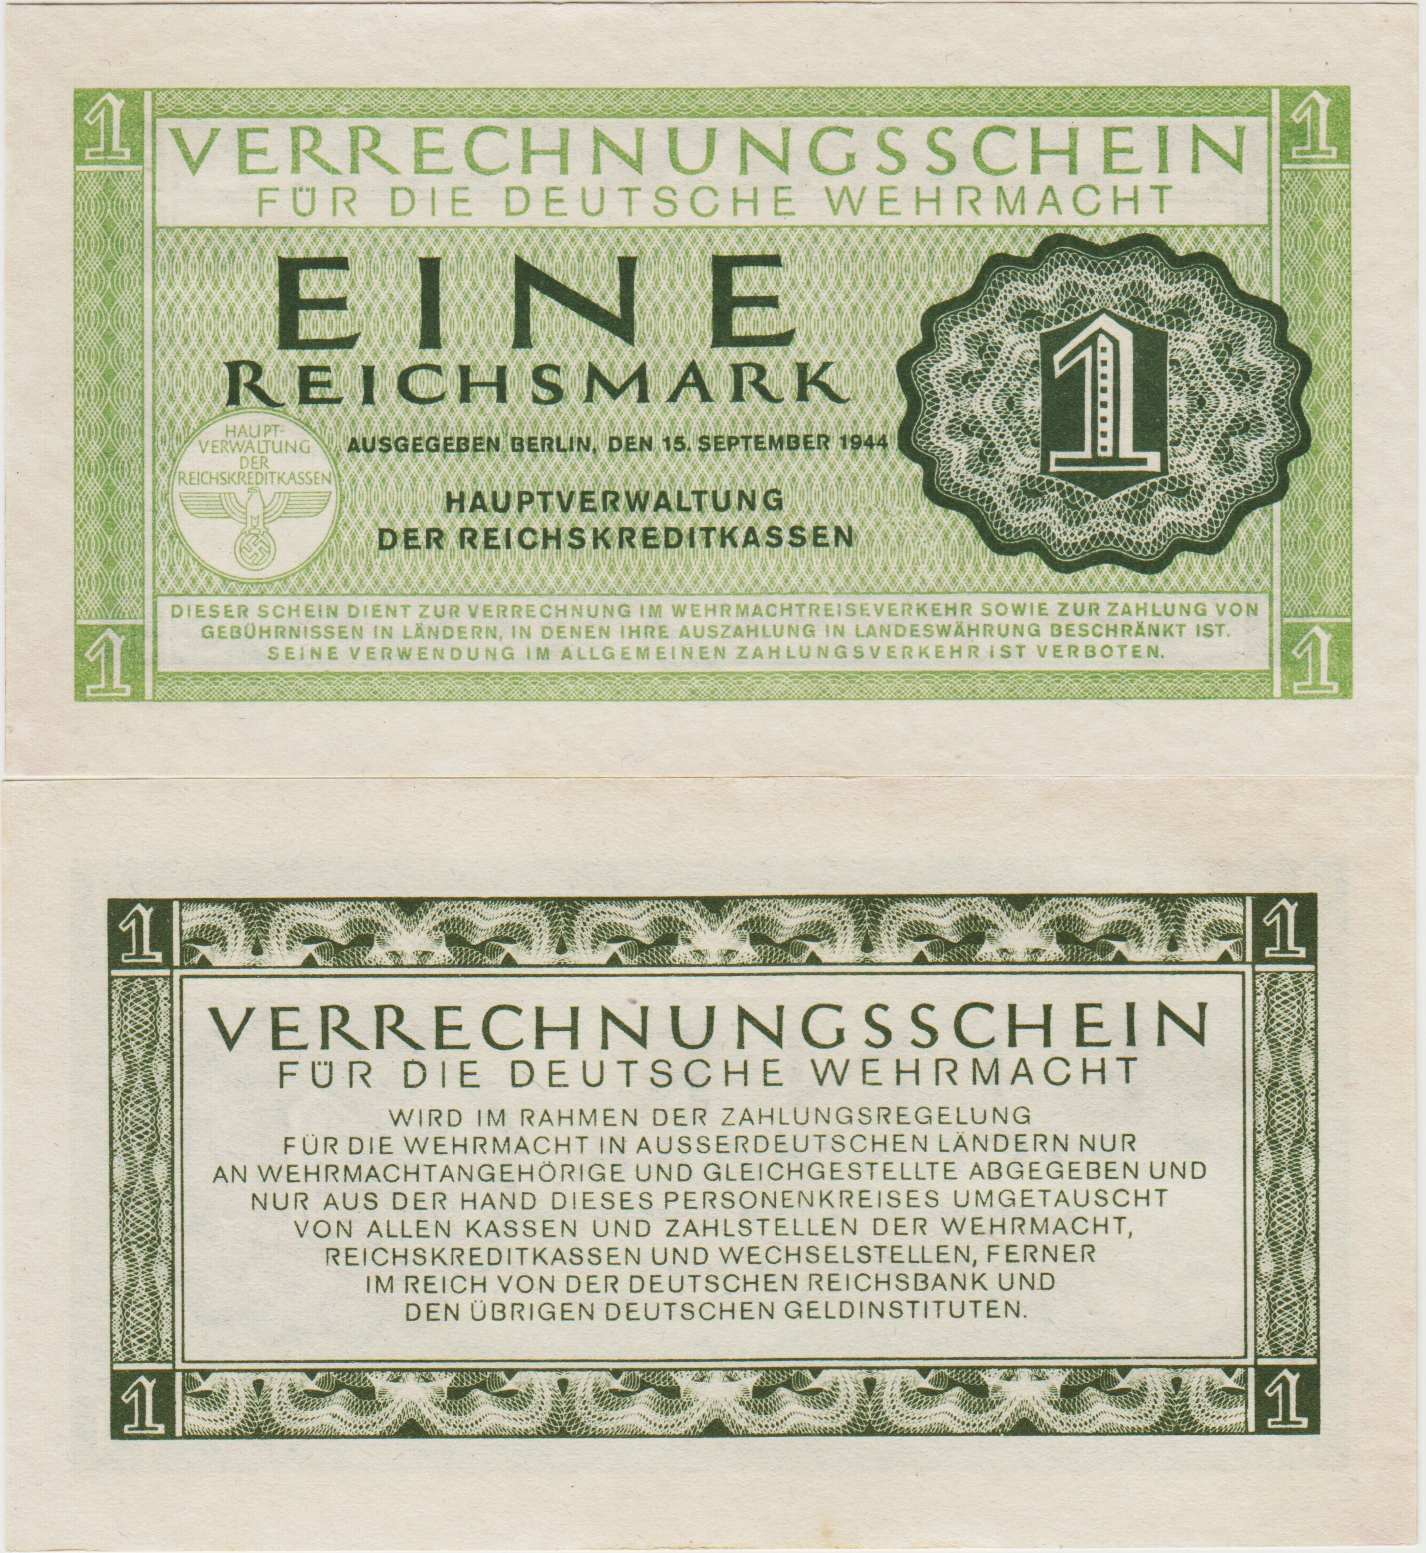 1
1
VERRECHNUNGSSCHEIN
FÜR DIE DEUTSCHE WEHRMACHT
EINE
REICHSMARK
1
HAUPT-
VERWALTUNG
DER
REICHSKREDITKASSEN
AUSGEGEBEN BERLIN, DEN 15. SEPTEMBER 1944
HAUPTVERWALTUNG
DER REICHSKREDITKASSEN
DIESER SCHEIN DIENT ZUR VERRECHNUNG IM WEHRMACHTREISEVERKEHR SOWIE ZUR ZAHLUNG VON
GEBÜHRNISSEN IN LÄNDERN, IN DENEN IHRE AUSZAHLUNG IN LANDESWÄHRUNG BESCHRÄNKT IST.
SEINE VERWENDUNG IM ALLGEMEINEN ZAHLUNGSVERKEHR IST VERBOTEN.
1
1
1
1
VERRECHNUNGSSCHEIN
FÜR DIE DEUTSCHE WEHRMACHT
WIRD IM RAHMEN DER ZAHLUNGSREGELUNG
FÜR DIE WEHRMACHT IN AUSSERDEUTSCHEN LÄNDERN NUR
AN WEHRMACHTANGEHÖRIGE UND GLEICHGESTELLTE ABGEGEBEN UND
NUR AUS DER HAND DIESES PERSONENKREISES UMGETAUSCHT
VON ALLEN KASSEN UND ZAHLSTELLEN DER WEHRMACHT,
REICHSKREDITKASSEN UND WECHSELSTELLEN, FERNER
IM REICH VON DER DEUTSCHEN REICHSBANK UND
DEN ÜBRIGEN DEUTSCHEN GELDINSTITUTEN.
1
1